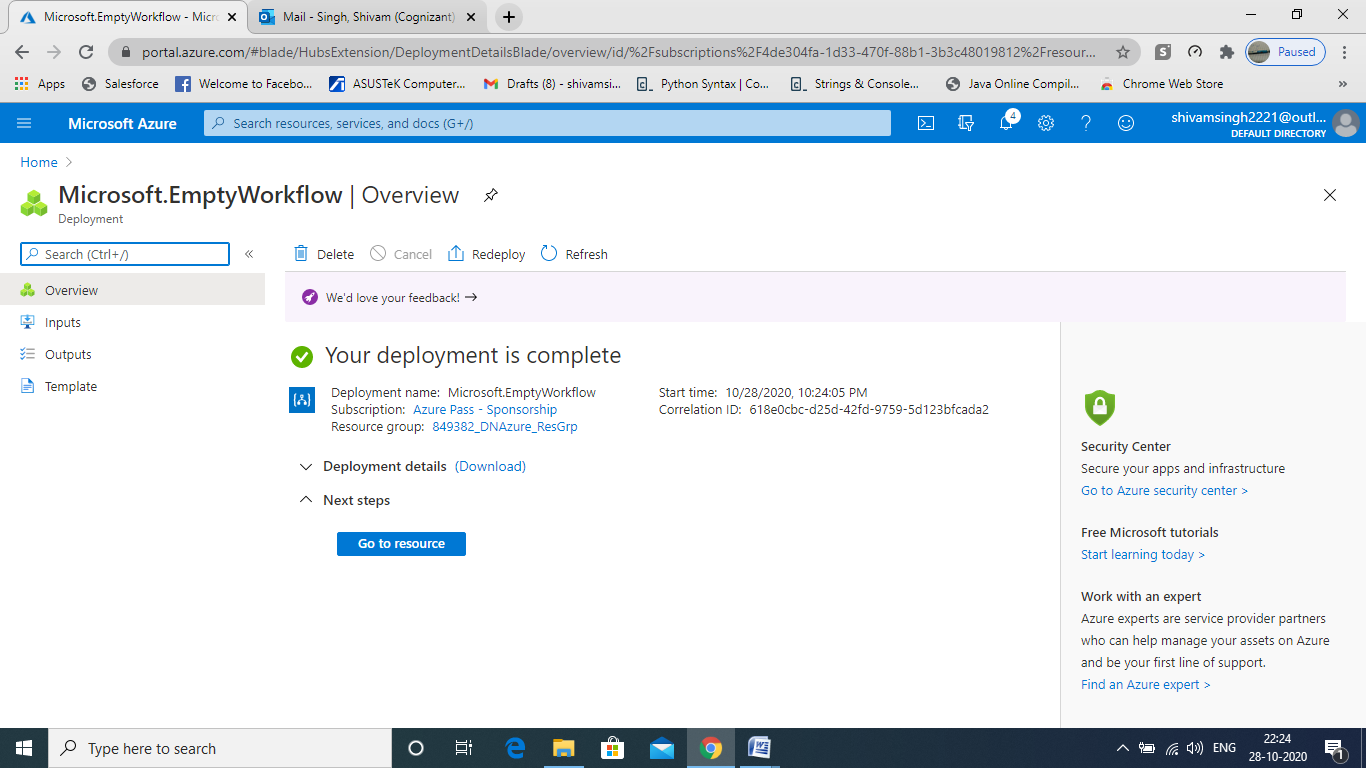 Microsoft.EmptyWorkflow - Micro
Mail - Singh, Shivam (Cognizant)
portal.azure.com/#blade/HubsExtension/DeploymentDetailsBlade/overview/id/%2Fsubscriptions%2F4de304fa-1d33-470f-88b1-3b3c48019812%2Fresour...
S
Paused
Apps
Salesforce
Welcome to Facebo...
ASUSTeK Computer...
Drafts (8) - shivamsi...
Python Syntax | Co...
Strings & Console...
Java Online Compil...
Chrome Web Store
»
Microsoft Azure
Search resources, services, and docs (G+/)
4
shivamsingh2221@outl...
DEFAULT DIRECTORY
Home >
Microsoft.EmptyWorkflow | Overview
Deployment
Search (Ctrl+/)
«
Delete
Cancel
Redeploy
Refresh
Overview
Inputs
Outputs
Template
We'd love your feedback! →
Your deployment is complete
Deployment name: Microsoft.EmptyWorkflow
Subscription: Azure Pass - Sponsorship
Resource group: 849382_DNAzure_ResGrp
Start time: 10/28/2020, 10:24:05 PM
Correlation ID: 618e0cbc-d25d-42fd-9759-5d123bfcada2
Deployment details (Download)
Next steps
Go to resource
Security Center
Secure your apps and infrastructure
Go to Azure security center >
Free Microsoft tutorials
Start learning today >
Work with an expert
Azure experts are service provider partners
who can help manage your assets on Azure
and be your first line of support.
Find an Azure expert >
Type here to search
ENG
22:24
28-10-2020
1